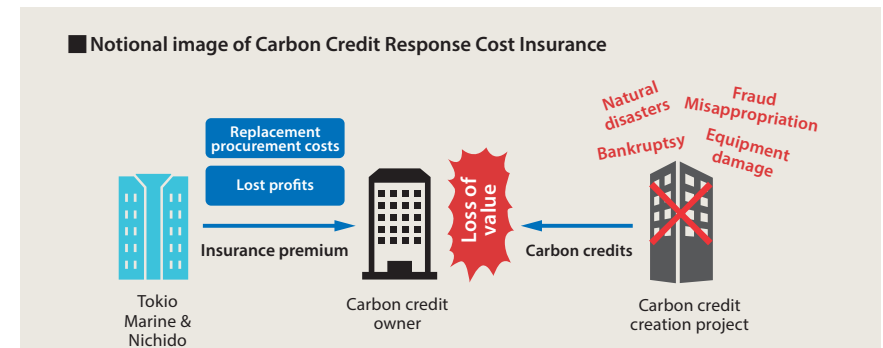 Notional image of Carbon Credit Response Cost Insurance
Replacement
procurement costs
Lost profits
Insurance premium
Tokio
Marine &
Nichido
Carbon credit
owner
Loss of
value
Carbon credits
Natural
disasters
Fraud
Misappropriation
Bankruptsy
Equipment
damage
Carbon credit
creation project